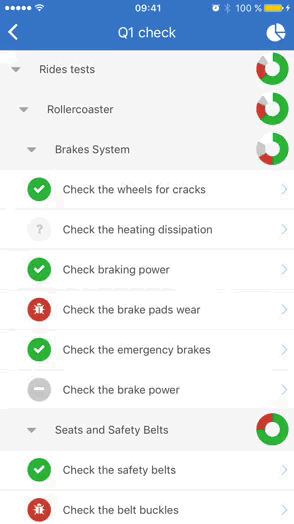 09:41
100 %
Q1 check
Rides tests
Rollercoaster
Brakes System
Check the wheels for cracks
? Check the heating dissipation
Check braking power
Check the brake pads wear
Check the emergency brakes
Check the brake power
Seats and Safety Belts
Check the safety belts
Check the belt buckles